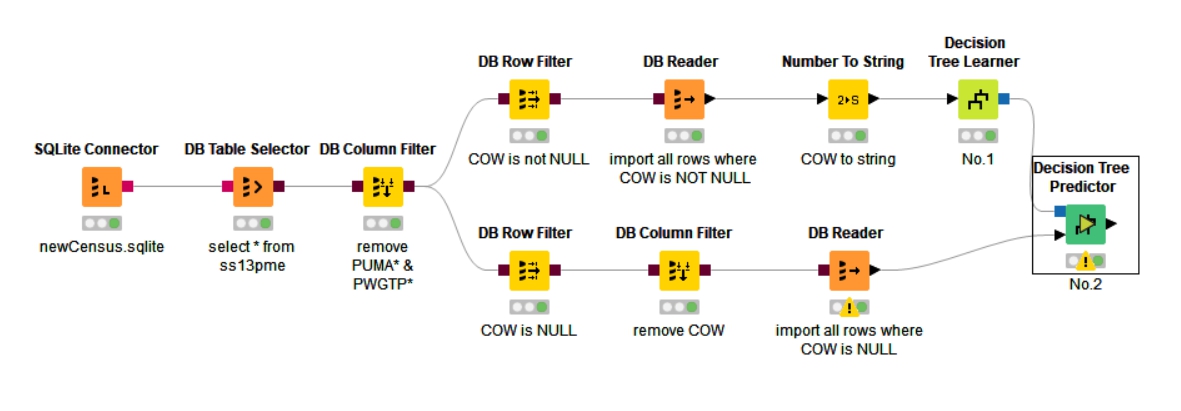 Decision
Tree Learner
DB Row Filter
DB Reader
Number To String
2▸S
COW is not NULL
import all rows where
COW is NOT NULL
COW to string
No.1
SQLite Connector
DB Table Selector
DB Column Filter
L
newCensus.sqlite
select * from
ss13pme
remove
PUMA* &
PWGTP*
Decision Tree
Predictor
No.2
DB Row Filter
DB Column Filter
DB Reader
COW is NULL
remove COW
import all rows where
COW is NULL